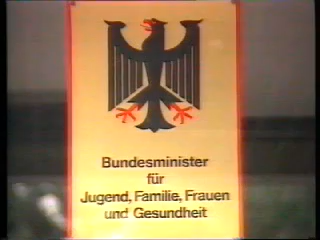 Bundesminister
für
Jugend, Familie, Frauen
und Gesundheit